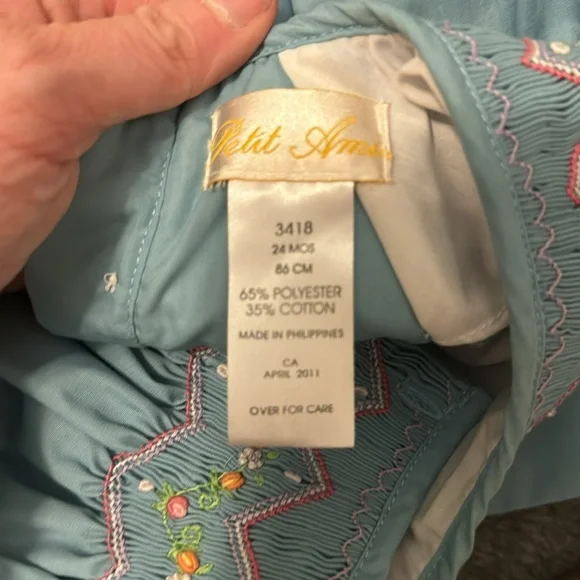 Petit Ami
3418
24 MOS
86 CM
65% POLYESTER
35% COTTON
MADE IN PHILIPPINES
CA
APRIL 2011
OVER FOR CARE